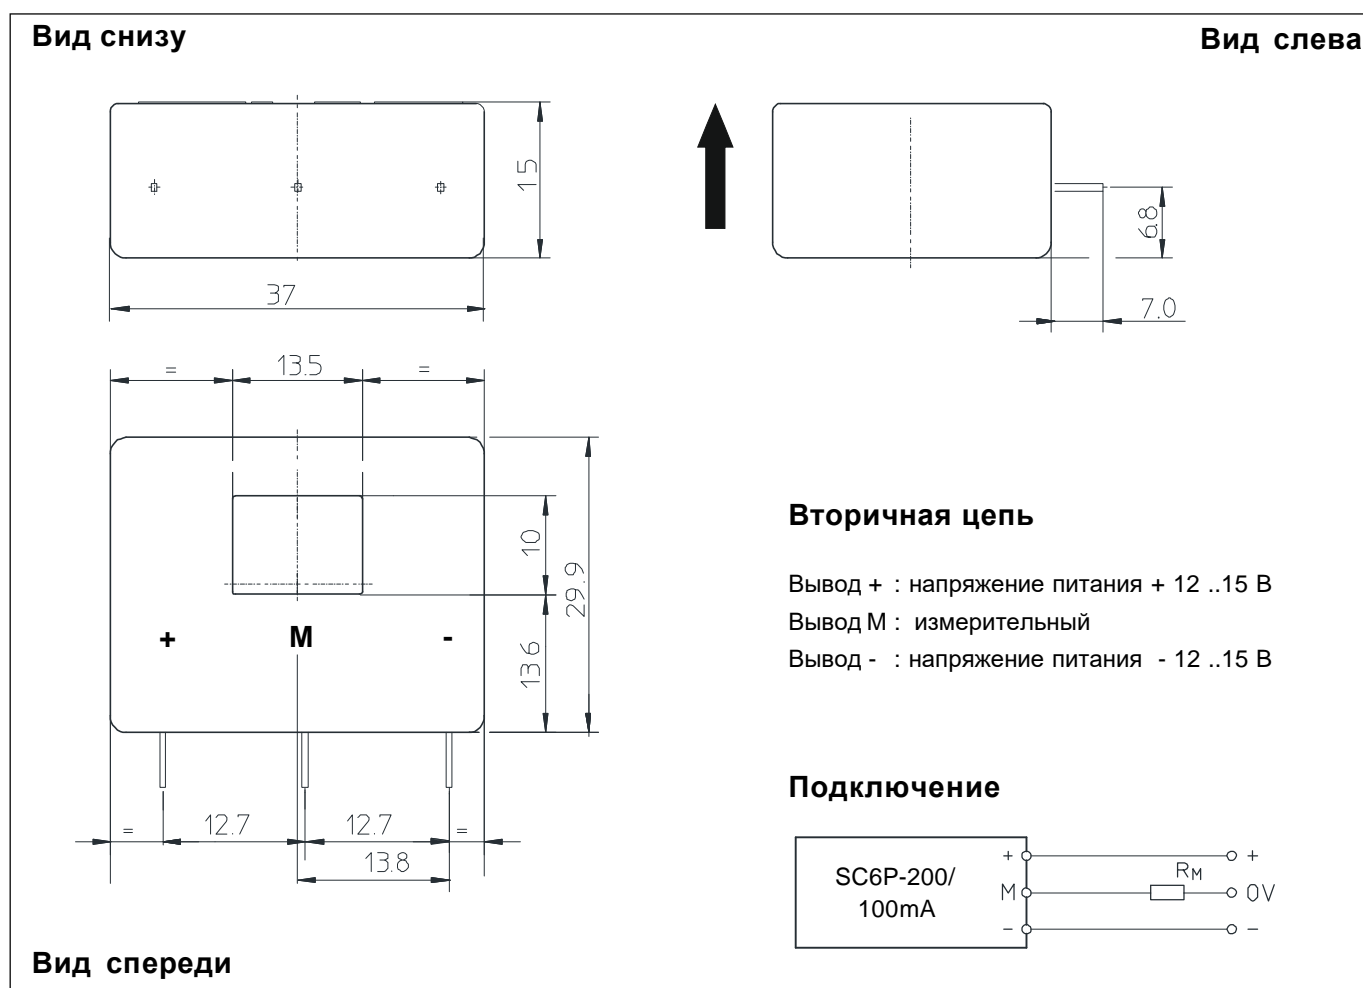 Вид снизу
Вид слева
15
37
6.8
7.0
= 13.5 =
10
29.9
13.6
+ M -
= 12.7 12.7 =
13.8
Вторичная цепь
Вывод + : напряжение питания + 12 ..15 В
Вывод М : измерительный
Вывод - : напряжение питания - 12 ..15 В
Подключение
SC6P-200/
100mA
+ +
M RM 0V
- -
Вид спереди